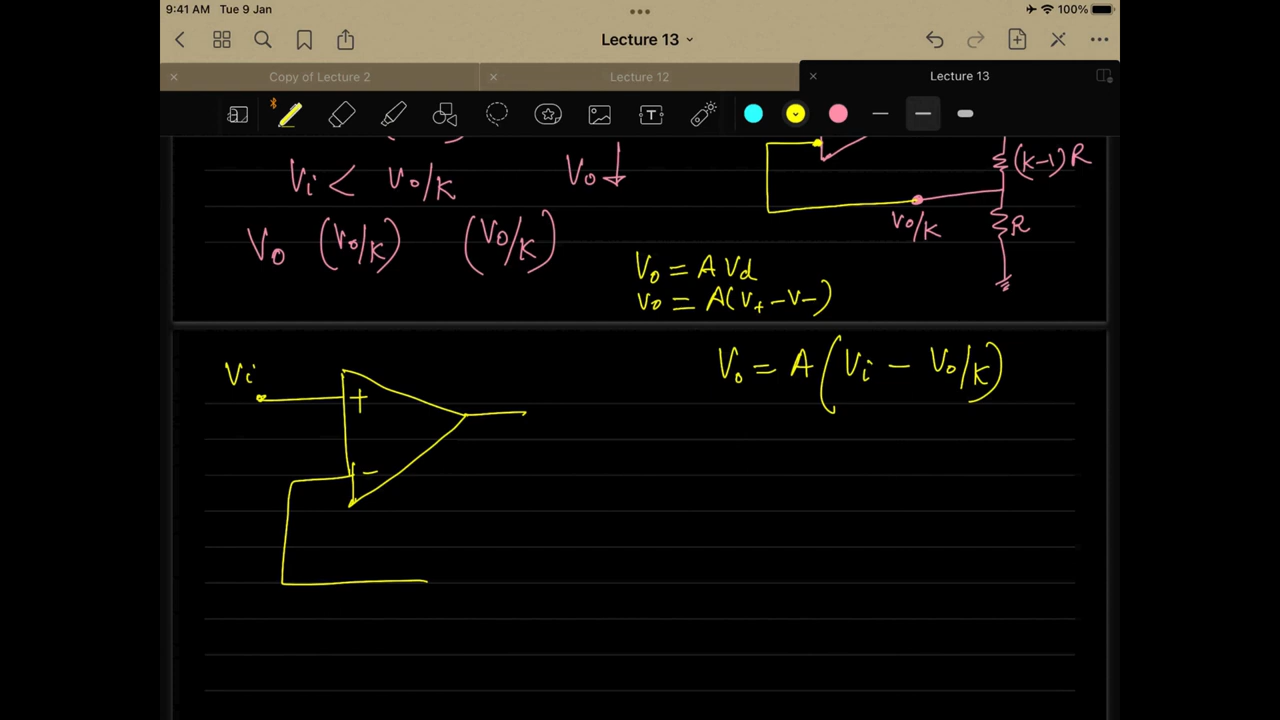 9:41 AM Tue 9 Jan
100%
Lecture 13
Copy of Lecture 2
Lecture 12
Lecture 13
T
(k-1)R
Vi < Vo/K
Vo ↓
Vo/K
R
Vo (Vo/K) (Vo/K)
Vo = A Vd
Vo = A(V+ - V-)
Vi
Vo = A(Vi - Vo/K)
+
-